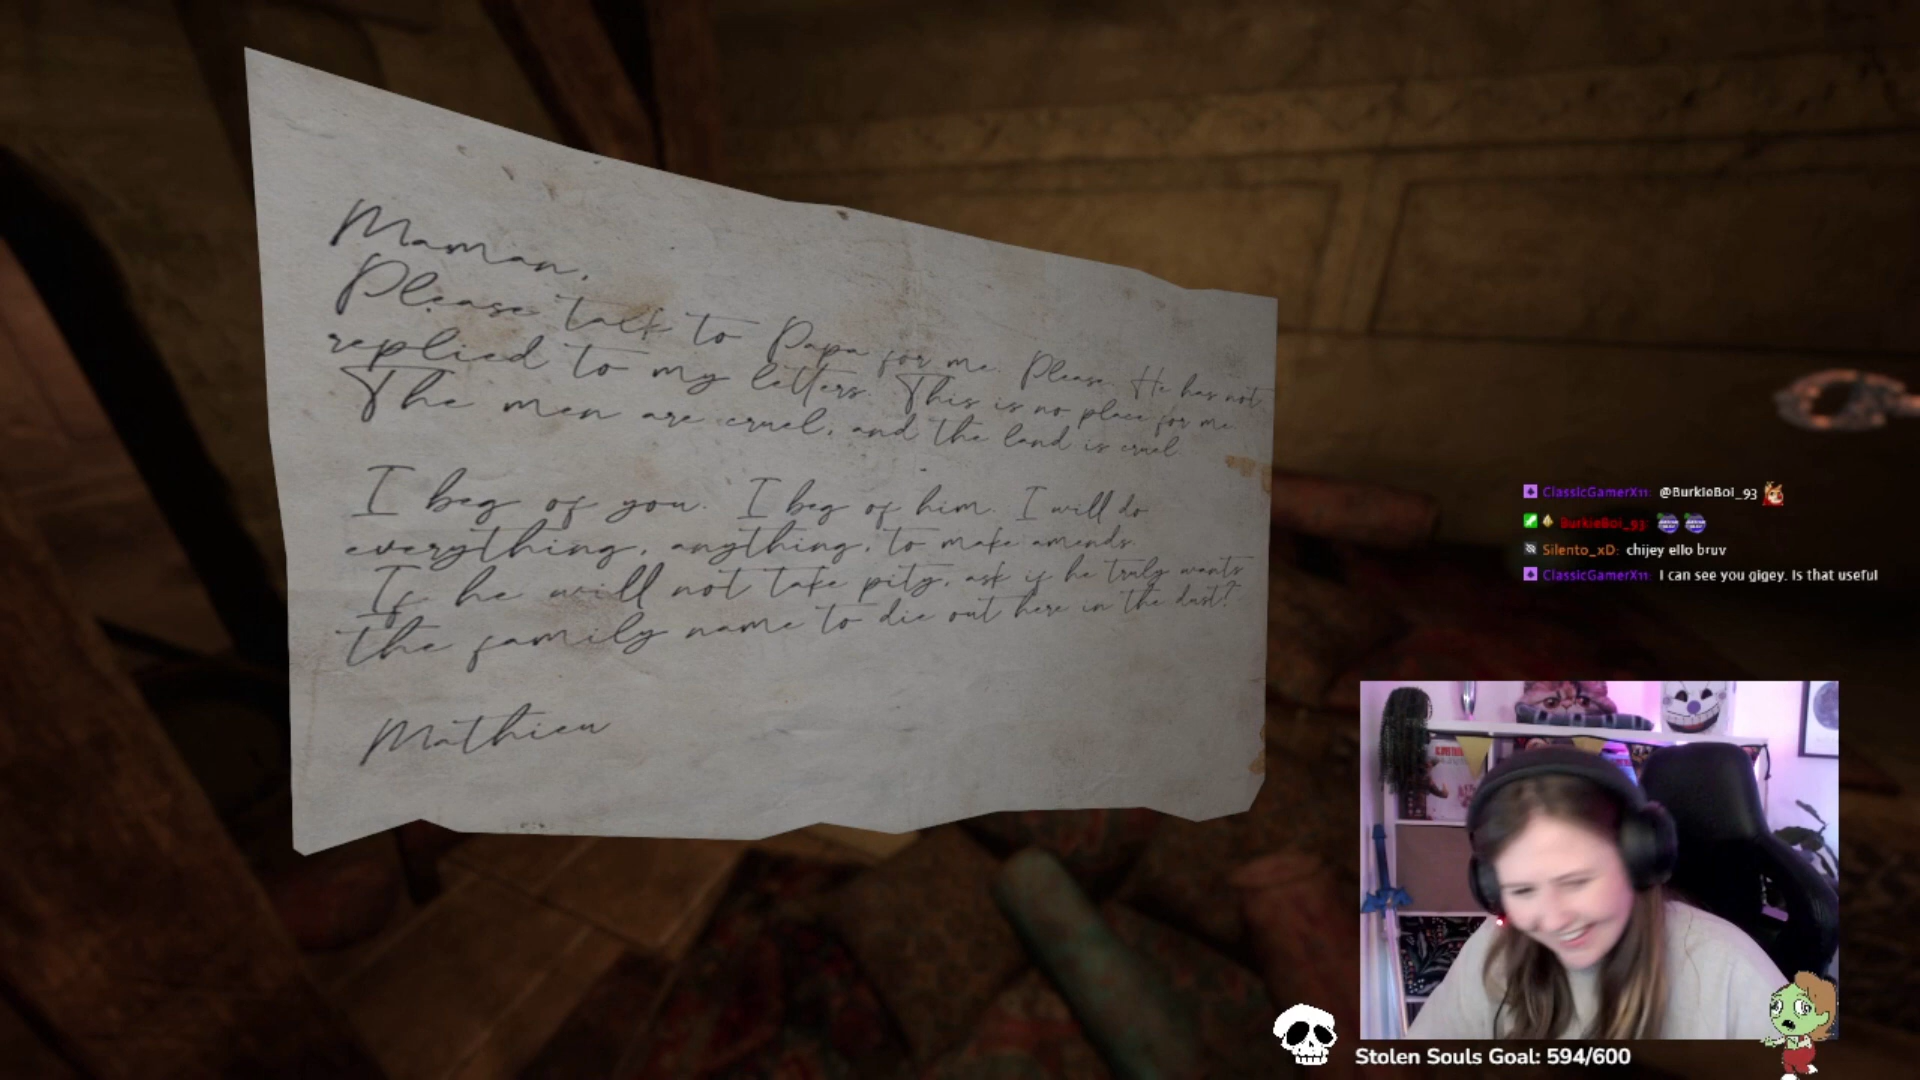 Maman,
Please talk to Papa for me. Please. He has not
replied to my letters. This is no place for me.
The men are cruel, and the land is cruel.
I beg of you. I beg of him. I will do
everything, anything, to make amends.
If he will not take pity, ask if he truly wants
the family name to die out here in the dust?
Mathieu
ClassicGamerX11: @BurkieBoi_93
BurkieBoi_93:
Silento_xD: chijey ello bruv
ClassicGamerX11: I can see you gigey. Is that useful
Stolen Souls Goal: 594/600